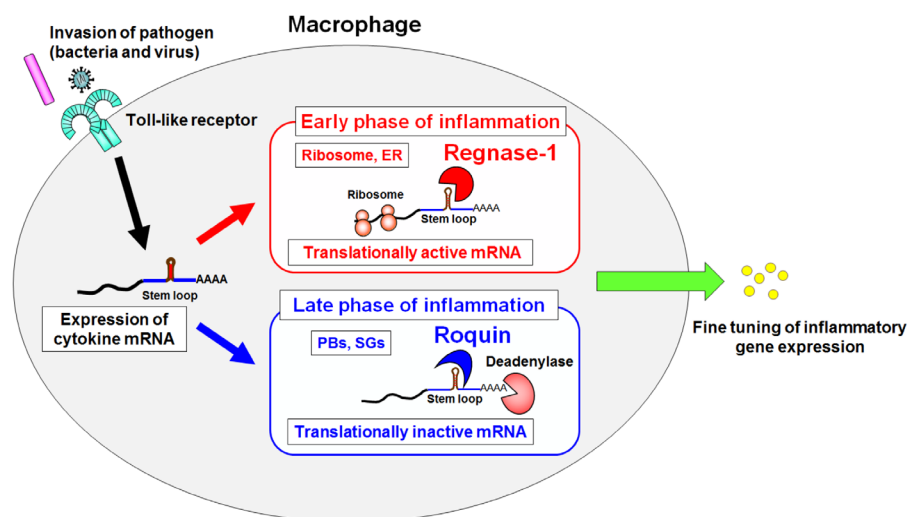 Macrophage
Invasion of pathogen
(bacteria and virus)
Toll-like receptor
Early phase of inflammation
Ribosome, ER
Regnase-1
Ribosome
AAAA
Stem loop
Translationally active mRNA
AAAA
Stem loop
Expression of
cytokine mRNA
Late phase of inflammation
PBs, SGs
Roquin
Deadenylase
AAAA
Stem loop
Translationally inactive mRNA
Fine tuning of inflammatory
gene expression